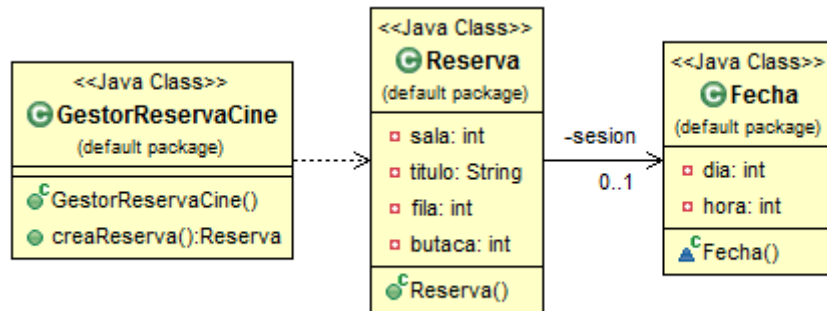 <<Java Class>>
GestorReservaCine
(default package)
GestorReservaCine()
creaReserva():Reserva
<<Java Class>>
Reserva
(default package)
sala: int
titulo: String
fila: int
butaca: int
Reserva()
-sesion
0..1
<<Java Class>>
Fecha
(default package)
dia: int
hora: int
Fecha()